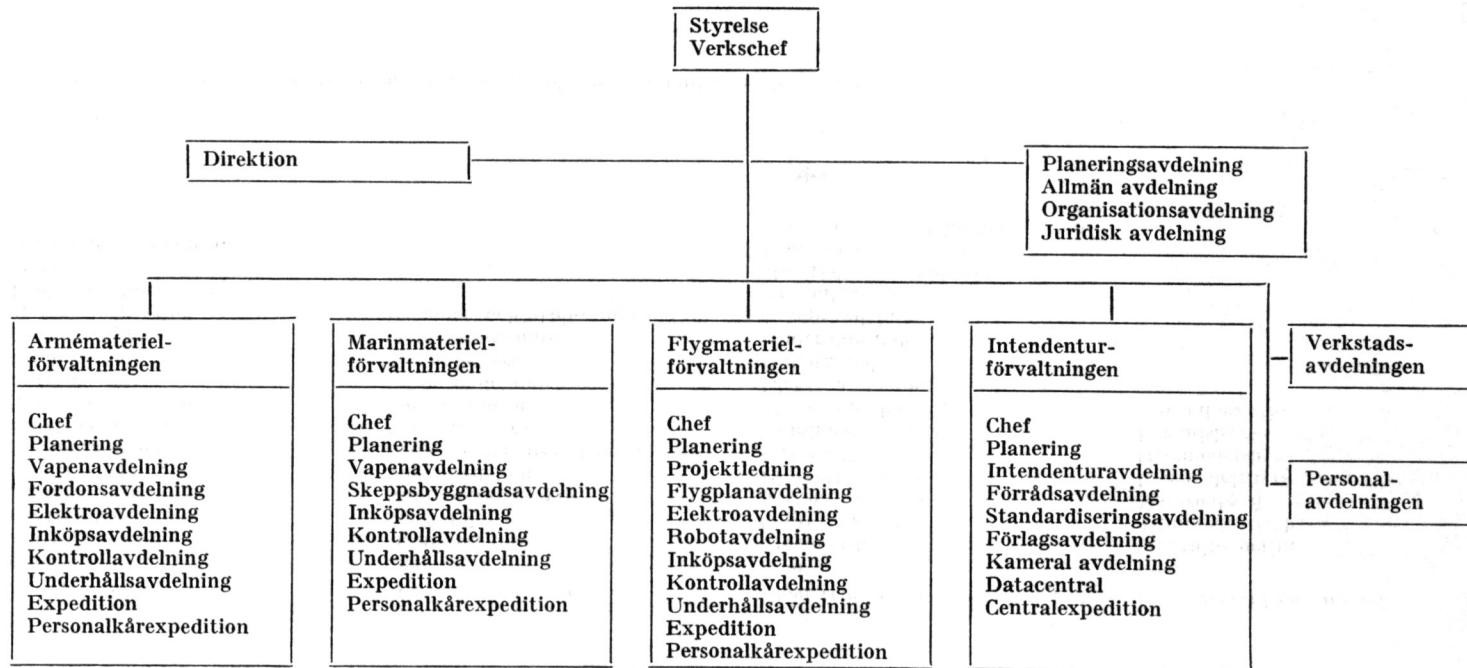 Styrelse
Verkschef
Direktion
Planeringsavdelning
Allmän avdelning
Organisationsavdelning
Juridisk avdelning
Armémateriel-
förvaltningen
Chef
Planering
Vapenavdelning
Fordonsavdelning
Elektroavdelning
Inköpsavdelning
Kontrollavdelning
Underhållsavdelning
Expedition
Personalkårexpedition
Marinmateriel-
förvaltningen
Chef
Planering
Vapenavdelning
Skeppsbyggnadsavdelning
Inköpsavdelning
Kontrollavdelning
Underhållsavdelning
Expedition
Personalkårexpedition
Flygmateriel-
förvaltningen
Chef
Planering
Projektledning
Flygplanavdelning
Elektroavdelning
Robotavdelning
Inköpsavdelning
Kontrollavdelning
Underhållsavdelning
Expedition
Personalkårexpedition
Intendentur-
förvaltningen
Chef
Planering
Intendenturavdelning
Förrådsavdelning
Standardiseringsavdelning
Förlagsavdelning
Kameral avdelning
Datacentral
Centralexpedition
Verkstads-
avdelningen
Personal-
avdelningen